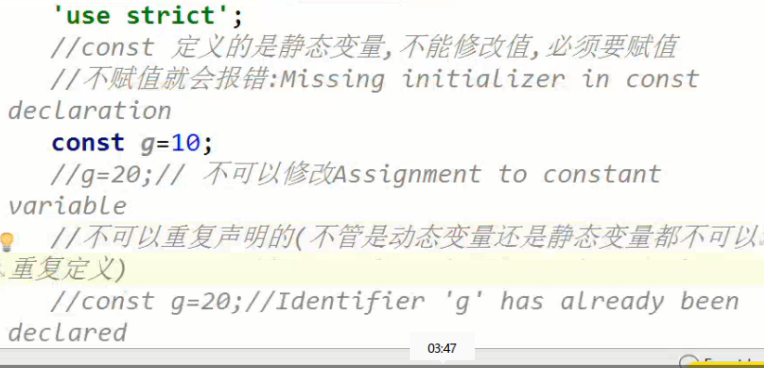 'use strict';
//const 定义的是静态变量,不能修改值,必须要赋值
//不赋值就会报错:Missing initializer in const
declaration
const g=10;
//g=20;// 不可以修改Assignment to constant
variable
//不可以重复声明的(不管是动态变量还是静态变量都不可以
重复定义)
//const g=20;//Identifier 'g' has already been
declared
03:47